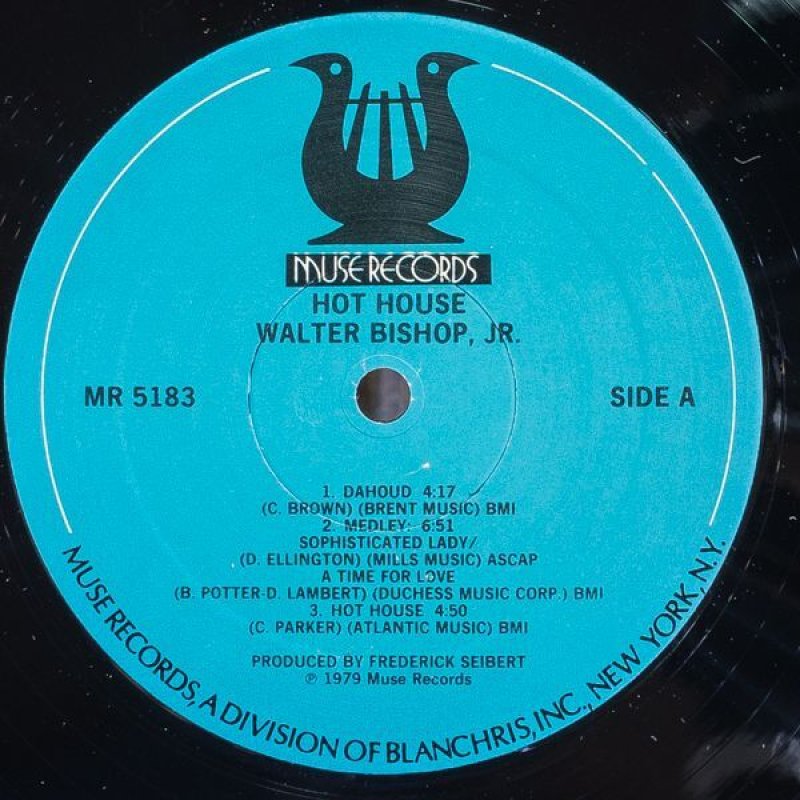 MUSE RECORDS
HOT HOUSE
WALTER BISHOP, JR.
MR 5183
SIDE A
1. DAHOUD 4:17
(C. BROWN) (BRENT MUSIC) BMI
2. MEDLEY: 6:51
SOPHISTICATED LADY/
(D. ELLINGTON) (MILLS MUSIC) ASCAP
A TIME FOR LOVE
(B. POTTER-D. LAMBERT) (DUCHESS MUSIC CORP.) BMI
3. HOT HOUSE 4:50
(C. PARKER) (ATLANTIC MUSIC) BMI
PRODUCED BY FREDERICK SEIBERT
℗ 1979 Muse Records
MUSE RECORDS, A DIVISION OF BLANCHRIS, INC., NEW YORK, N.Y.